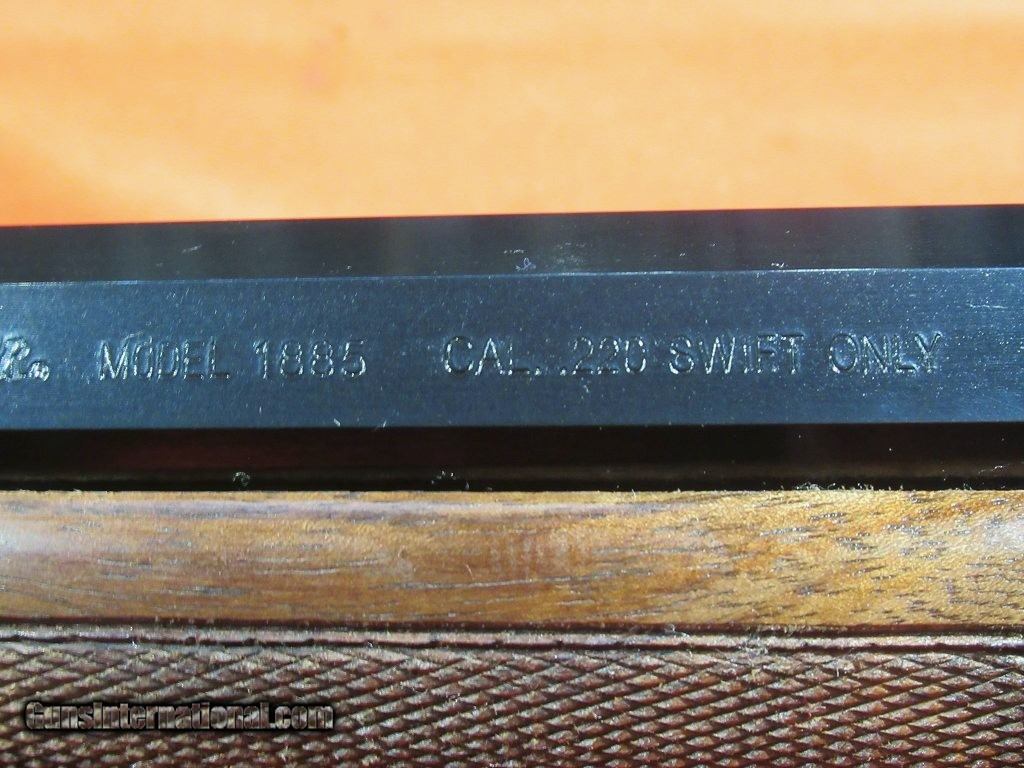 MODEL 1885 CAL. .220 SWIFT ONLY
GunsInternational.com